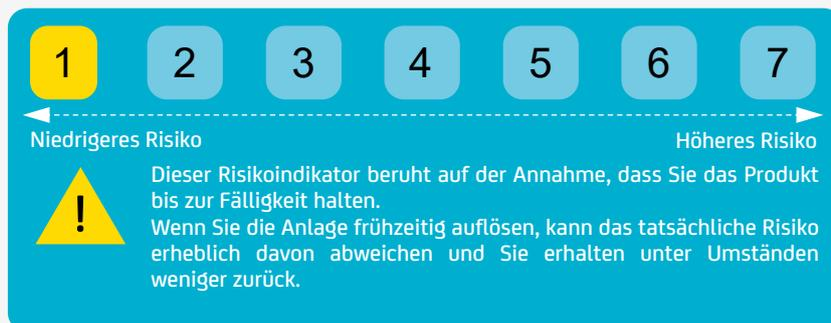 1 2 3 4 5 6 7
Niedrigeres Risiko Höheres Risiko
!
Dieser Risikoindikator beruht auf der Annahme, dass Sie das Produkt
bis zur Fälligkeit halten.
Wenn Sie die Anlage frühzeitig auflösen, kann das tatsächliche Risiko
erheblich davon abweichen und Sie erhalten unter Umständen
weniger zurück.